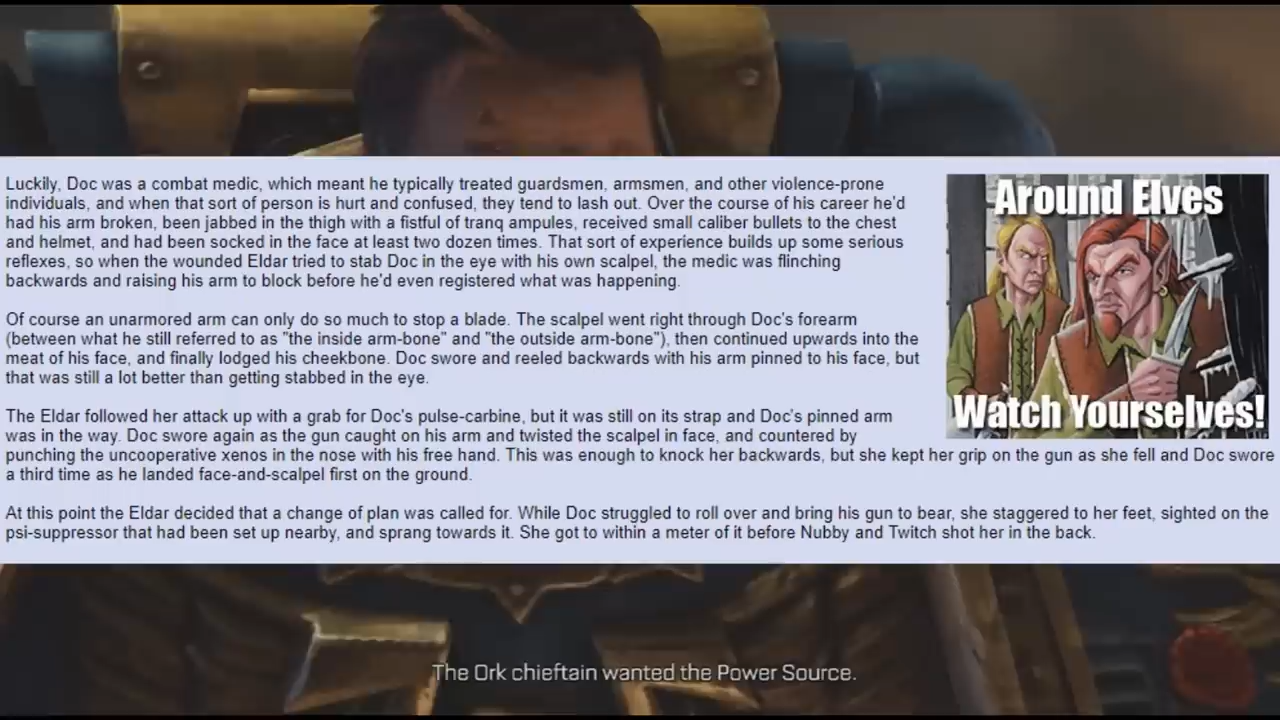 Luckily, Doc was a combat medic, which meant he typically treated guardsmen, armsmen, and other violence-prone
individuals, and when that sort of person is hurt and confused, they tend to lash out. Over the course of his career he'd
had his arm broken, been jabbed in the thigh with a fistful of tranq ampules, received small caliber bullets to the chest
and helmet, and had been socked in the face at least two dozen times. That sort of experience builds up some serious
reflexes, so when the wounded Eldar tried to stab Doc in the eye with his own scalpel, the medic was flinching
backwards and raising his arm to block before he'd even registered what was happening.
Of course an unarmored arm can only do so much to stop a blade. The scalpel went right through Doc's forearm
(between what he still referred to as "the inside arm-bone" and "the outside arm-bone"), then continued upwards into the
meat of his face, and finally lodged his cheekbone. Doc swore and reeled backwards with his arm pinned to his face, but
that was still a lot better than getting stabbed in the eye.
The Eldar followed her attack up with a grab for Doc's pulse-carbine, but it was still on its strap and Doc's pinned arm
was in the way. Doc swore again as the gun caught on his arm and twisted the scalpel in face, and countered by
punching the uncooperative xenos in the nose with his free hand. This was enough to knock her backwards, but she kept her grip on the gun as she fell and Doc swore
a third time as he landed face-and-scalpel first on the ground.
At this point the Eldar decided that a change of plan was called for. While Doc struggled to roll over and bring his gun to bear, she staggered to her feet, sighted on the
psi-suppressor that had been set up nearby, and sprang towards it. She got to within a meter of it before Nubby and Twitch shot her in the back.
Around Elves
Watch Yourselves!
The Ork chieftain wanted the Power Source.